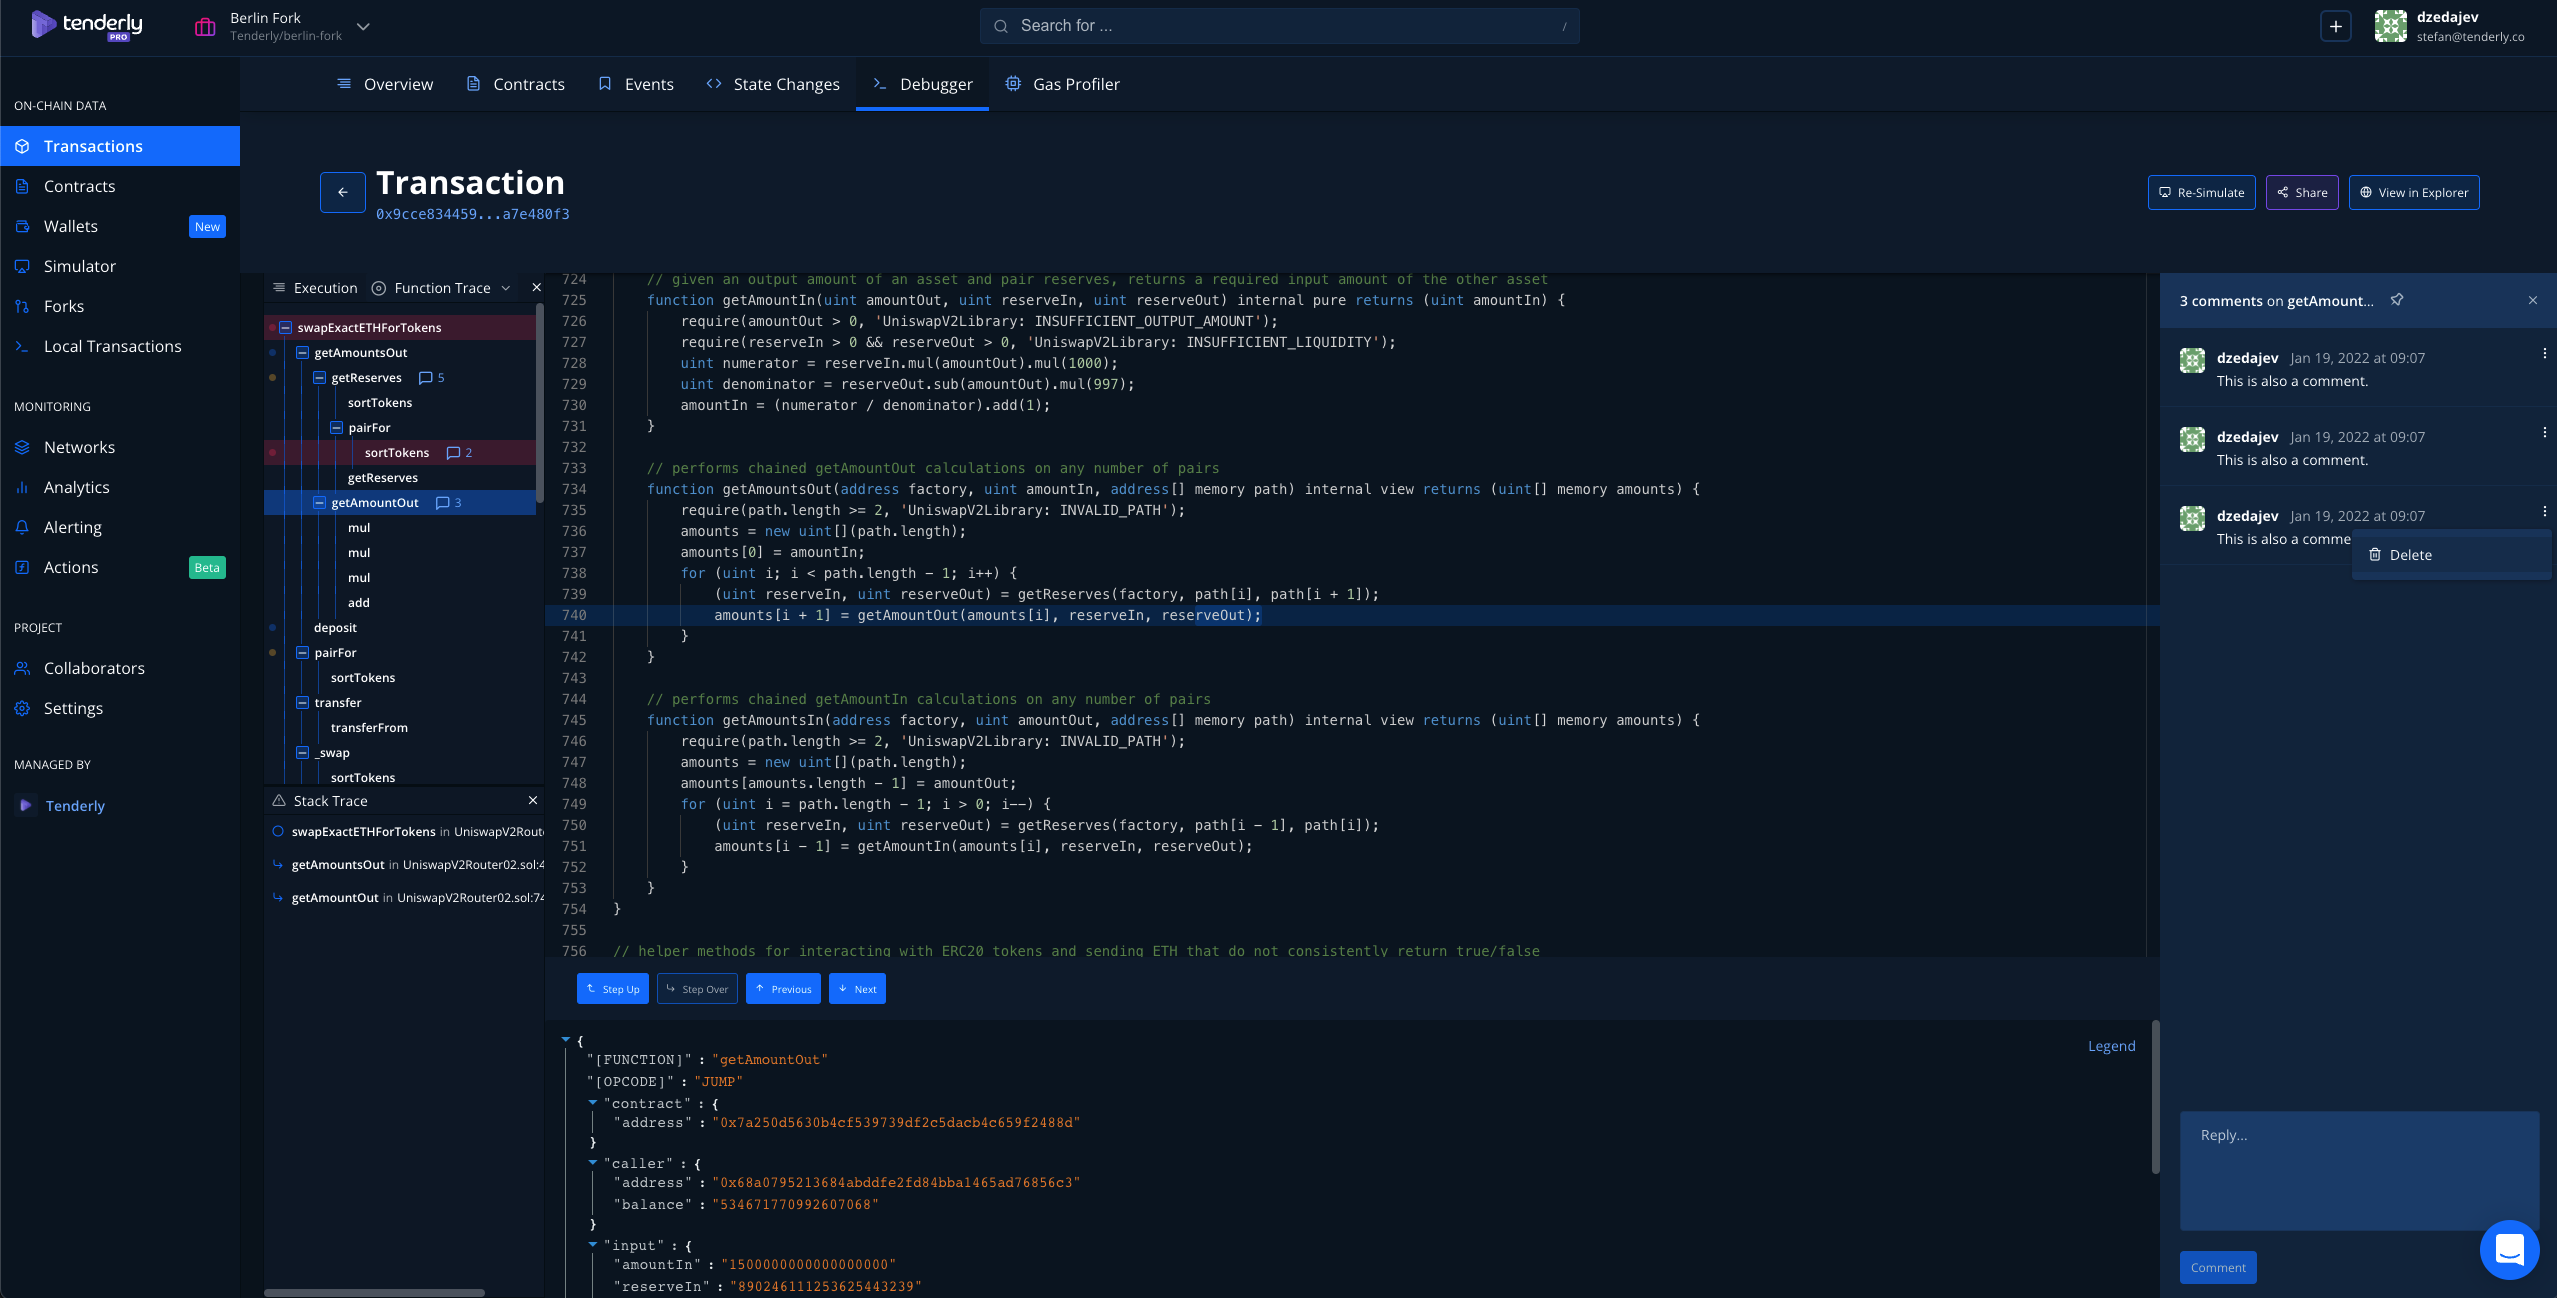 tenderly
PRO
Berlin Fork
Tenderly/berlin-fork
Search for ...
/
dzedajev
stefan@tenderly.co
Overview
Contracts
Events
State Changes
Debugger
Gas Profiler
ON-CHAIN DATA
Transactions
Contracts
Wallets
New
Simulator
Forks
Local Transactions
MONITORING
Networks
Analytics
Alerting
Actions
Beta
PROJECT
Collaborators
Settings
MANAGED BY
Tenderly
Transaction
0x9cce834459...a7e480f3
Re-Simulate
Share
View in Explorer
Execution
Function Trace
swapExactETHForTokens
getAmountsOut
getReserves 5
sortTokens
pairFor
sortTokens 2
getReserves
getAmountOut 3
mul
mul
mul
add
deposit
pairFor
sortTokens
transfer
transferFrom
_swap
sortTokens
Stack Trace
swapExactETHForTokens in UniswapV2Route
getAmountsOut in UniswapV2Router02.sol:4
getAmountOut in UniswapV2Router02.sol:74
724 // given an output amount of an asset and pair reserves, returns a required input amount of the other asset
725 function getAmountIn(uint amountOut, uint reserveIn, uint reserveOut) internal pure returns (uint amountIn) {
726 require(amountOut > 0, 'UniswapV2Library: INSUFFICIENT_OUTPUT_AMOUNT');
727 require(reserveIn > 0 && reserveOut > 0, 'UniswapV2Library: INSUFFICIENT_LIQUIDITY');
728 uint numerator = reserveIn.mul(amountOut).mul(1000);
729 uint denominator = reserveOut.sub(amountOut).mul(997);
730 amountIn = (numerator / denominator).add(1);
731 }
732
733 // performs chained getAmountOut calculations on any number of pairs
734 function getAmountsOut(address factory, uint amountIn, address[] memory path) internal view returns (uint[] memory amounts) {
735 require(path.length >= 2, 'UniswapV2Library: INVALID_PATH');
736 amounts = new uint[](path.length);
737 amounts[0] = amountIn;
738 for (uint i; i < path.length - 1; i++) {
739 (uint reserveIn, uint reserveOut) = getReserves(factory, path[i], path[i + 1]);
740 amounts[i + 1] = getAmountOut(amounts[i], reserveIn, reserveOut);
741 }
742 }
743
744 // performs chained getAmountIn calculations on any number of pairs
745 function getAmountsIn(address factory, uint amountOut, address[] memory path) internal view returns (uint[] memory amounts) {
746 require(path.length >= 2, 'UniswapV2Library: INVALID_PATH');
747 amounts = new uint[](path.length);
748 amounts[amounts.length - 1] = amountOut;
749 for (uint i = path.length - 1; i > 0; i--) {
750 (uint reserveIn, uint reserveOut) = getReserves(factory, path[i - 1], path[i]);
751 amounts[i - 1] = getAmountIn(amounts[i], reserveIn, reserveOut);
752 }
753 }
754 }
755
756 // helper methods for interacting with ERC20 tokens and sending ETH that do not consistently return true/false
Step Up
Step Over
Previous
Next
Legend
{
"[FUNCTION]" : "getAmountOut"
"[OPCODE]" : "JUMP"
"contract" : {
"address" : "0x7a250d5630b4cf539739df2c5dacb4c659f2488d"
}
"caller" : {
"address" : "0x68a0795213684abddfe2fd84bba1465ad76856c3"
"balance" : "534671770992607068"
}
"input" : {
"amountIn" : "1500000000000000000"
"reserveIn" : "890246111253625443239"
3 comments on getAmount...
dzedajev Jan 19, 2022 at 09:07
This is also a comment.
dzedajev Jan 19, 2022 at 09:07
This is also a comment.
dzedajev Jan 19, 2022 at 09:07
This is also a comme
Delete
Reply...
Comment